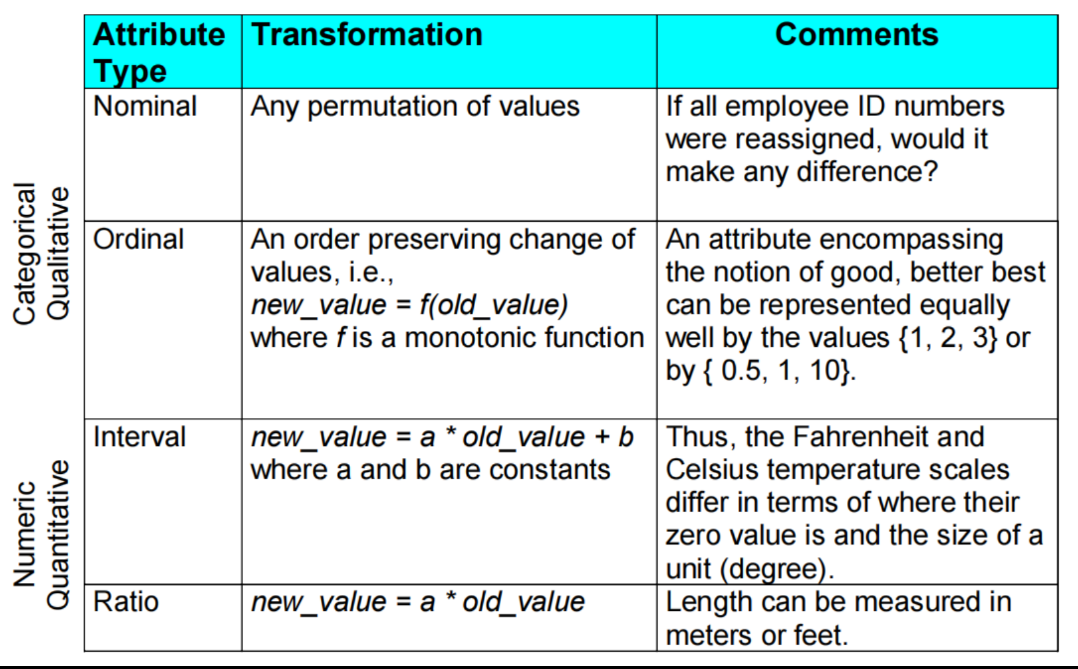 Attribute Type
Transformation
Comments
Categorical
Qualitative
Nominal
Any permutation of values
If all employee ID numbers
were reassigned, would it
make any difference?
Ordinal
An order preserving change of
values, i.e.,
new_value = f(old_value)
where f is a monotonic function
An attribute encompassing
the notion of good, better best
can be represented equally
well by the values {1, 2, 3} or
by { 0.5, 1, 10}.
Numeric
Quantitative
Interval
new_value = a * old_value + b
where a and b are constants
Thus, the Fahrenheit and
Celsius temperature scales
differ in terms of where their
zero value is and the size of a
unit (degree).
Ratio
new_value = a * old_value
Length can be measured in
meters or feet.